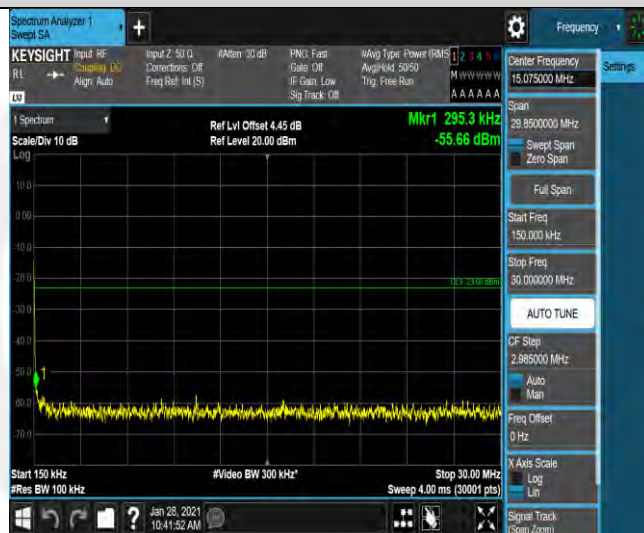 Spectrum Analyzer 1
Swept SA
Frequency
KEYSIGHT
Input: RF
Coupling: DC
Align: Auto
Input Z: 50 Ω
Corrections: Off
Freq Ref: Int (S)
#Atten: 30 dB
PNO: Fast
Gate: Off
IF Gain: Low
Sig Track: Off
#Avg Type: Power (RMS
Avg|Hold: 50/50
Trig: Free Run
1 2 3 4 5 6
M W W W W W
A A A A A A
RL
LXI
1 Spectrum
Scale/Div 10 dB
Log
Ref Lvl Offset 4.45 dB
Ref Level 20.00 dBm
Mkr1 295.3 kHz
-55.66 dBm
10.0
0.00
-10.0
-20.0
-30.0
-40.0
-50.0
-60.0
-70.0
1
Start 150 kHz
#Res BW 100 kHz
#Video BW 300 kHz*
Stop 30.00 MHz
Sweep 4.00 ms (30001 pts)
Jan 28, 2021
10:41:52 AM
?
Settings
Center Frequency
15.075000 MHz
Span
29.8500000 MHz
Swept Span
Zero Span
Full Span
Start Freq
150.000 kHz
Stop Freq
30.000000 MHz
AUTO TUNE
CF Step
2.985000 MHz
Auto
Man
Freq Offset
0 Hz
X Axis Scale
Log
Lin
Signal Track
(Span Zoom)